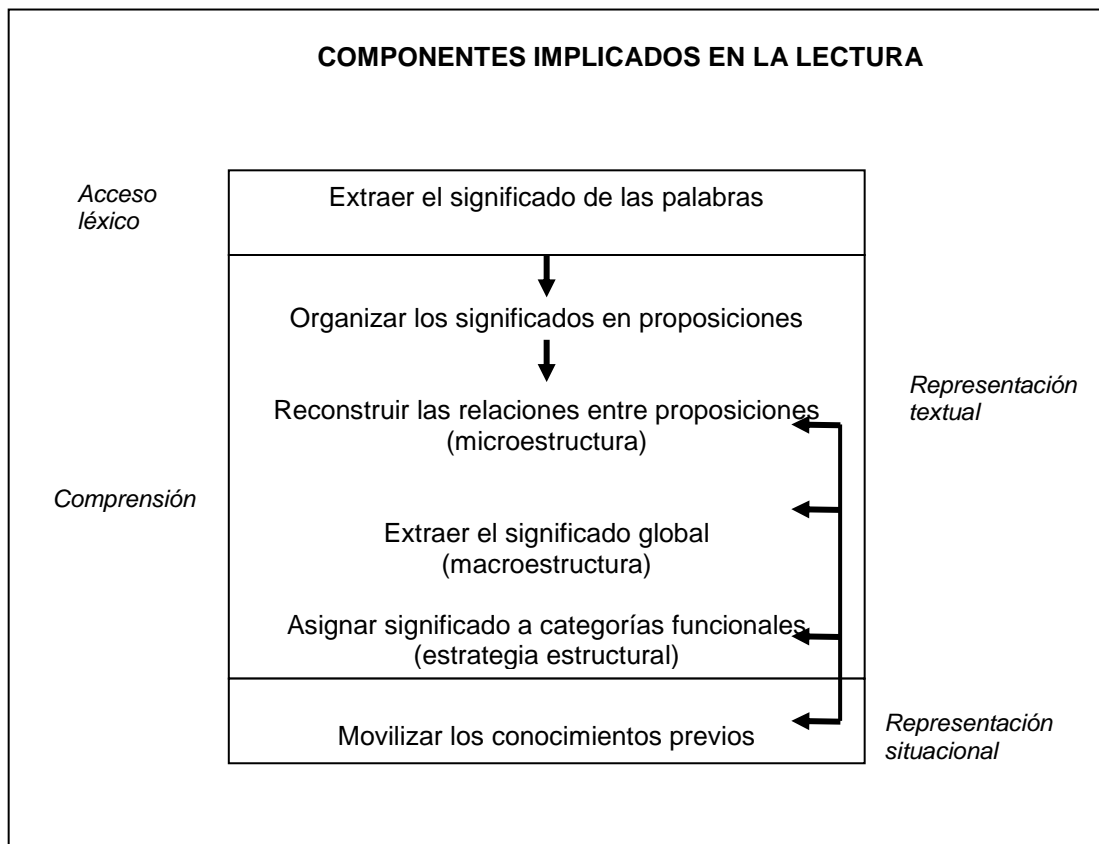 COMPONENTES IMPLICADOS EN LA LECTURA
Acceso
léxico
Extraer el significado de las palabras
Organizar los significados en proposiciones
Reconstruir las relaciones entre proposiciones
(microestructura)
Representación
textual
Comprensión
Extraer el significado global
(macroestructura)
Asignar significado a categorías funcionales
(estrategia estructural)
Movilizar los conocimientos previos
Representación
situacional